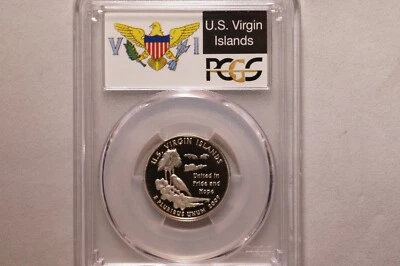 U.S. Virgin
Islands
V I
PCGS
U.S. VIRGIN ISLANDS
United in
Pride and
Hope
E PLURIBUS UNUM 2009